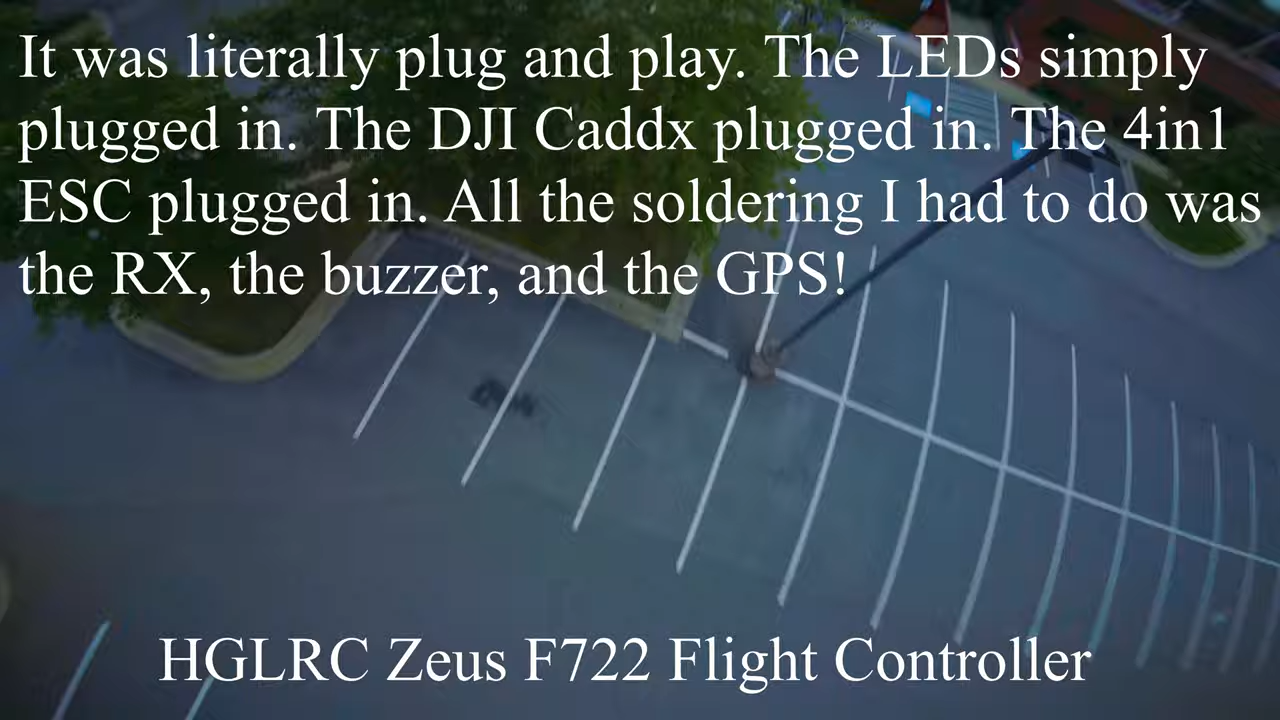 It was literally plug and play. The LEDs simply
plugged in. The DJI Caddx plugged in. The 4in1
ESC plugged in. All the soldering I had to do was
the RX, the buzzer, and the GPS!
HGLRC Zeus F722 Flight Controller